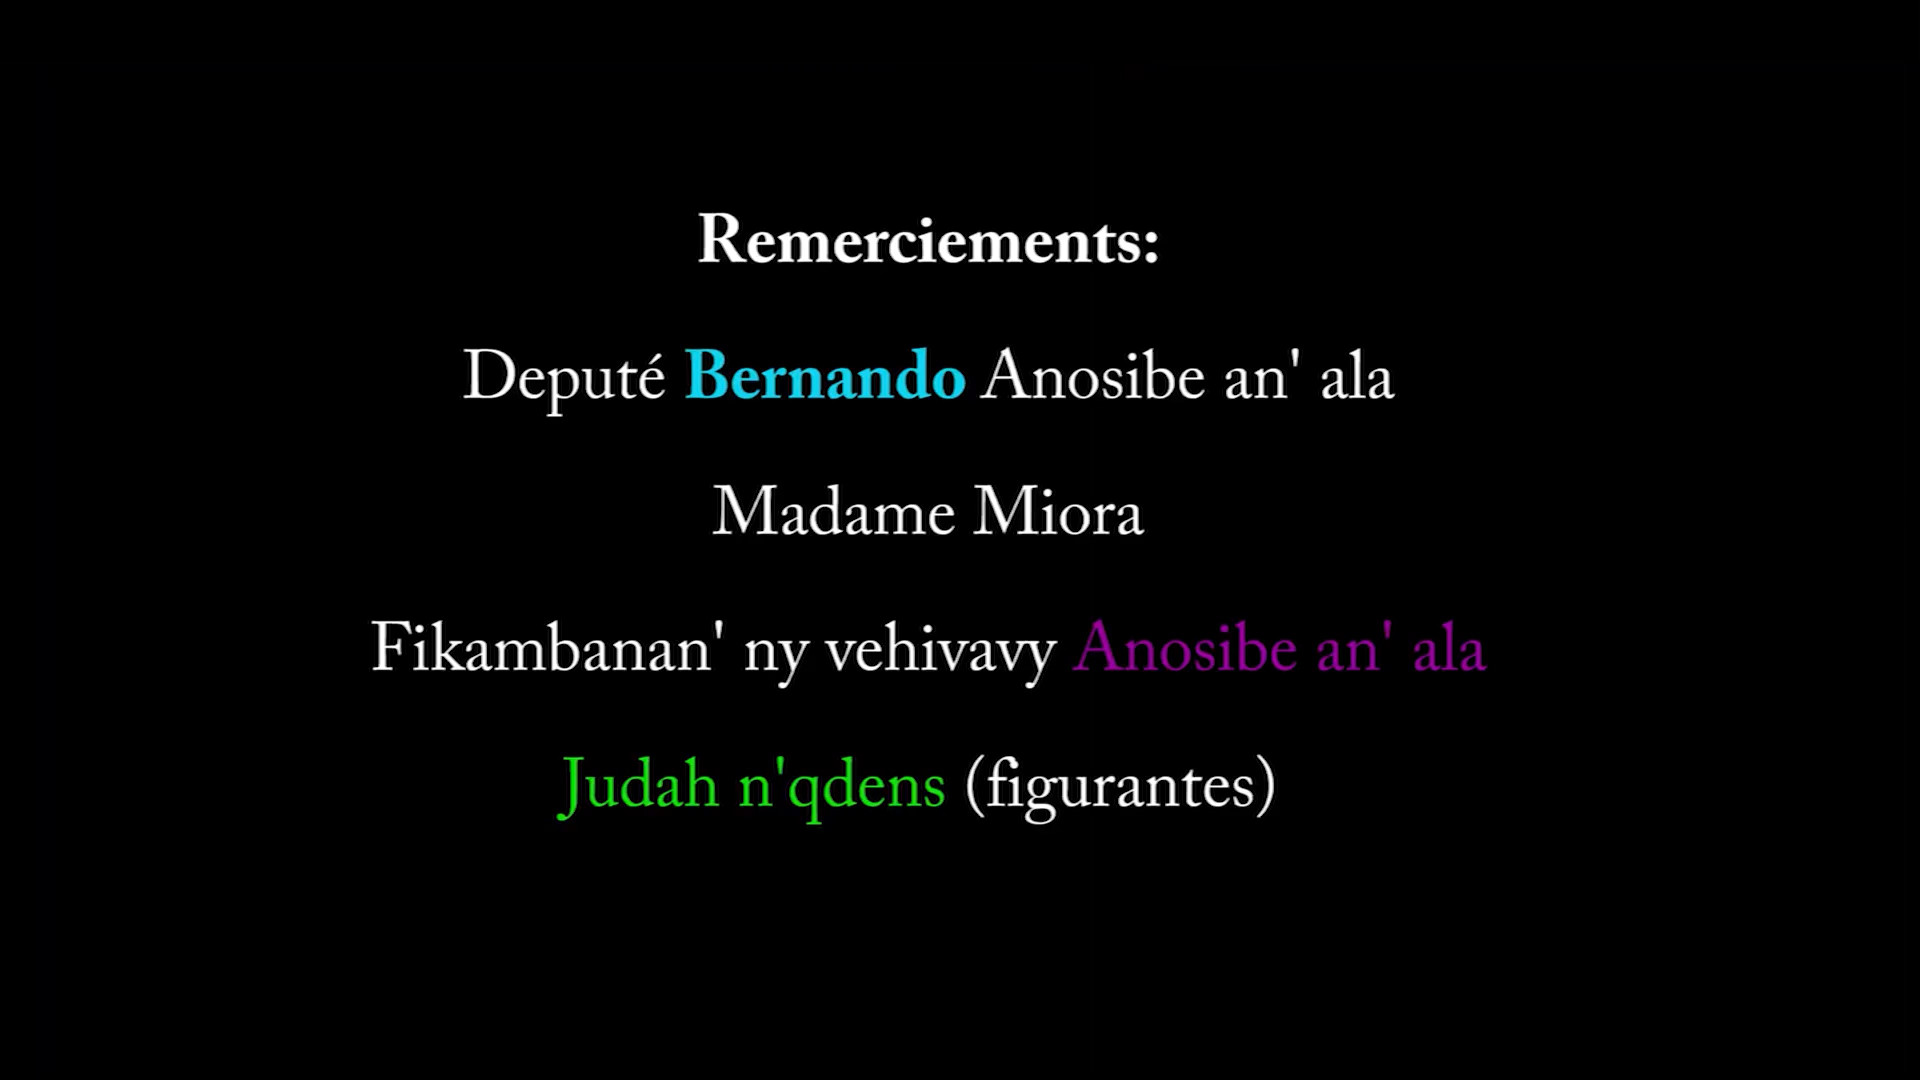 Remerciements:
Deputé Bernando Anosibe an' ala
Madame Miora
Fikambanan' ny vehivavy Anosibe an' ala
Judah n'qdens (figurantes)